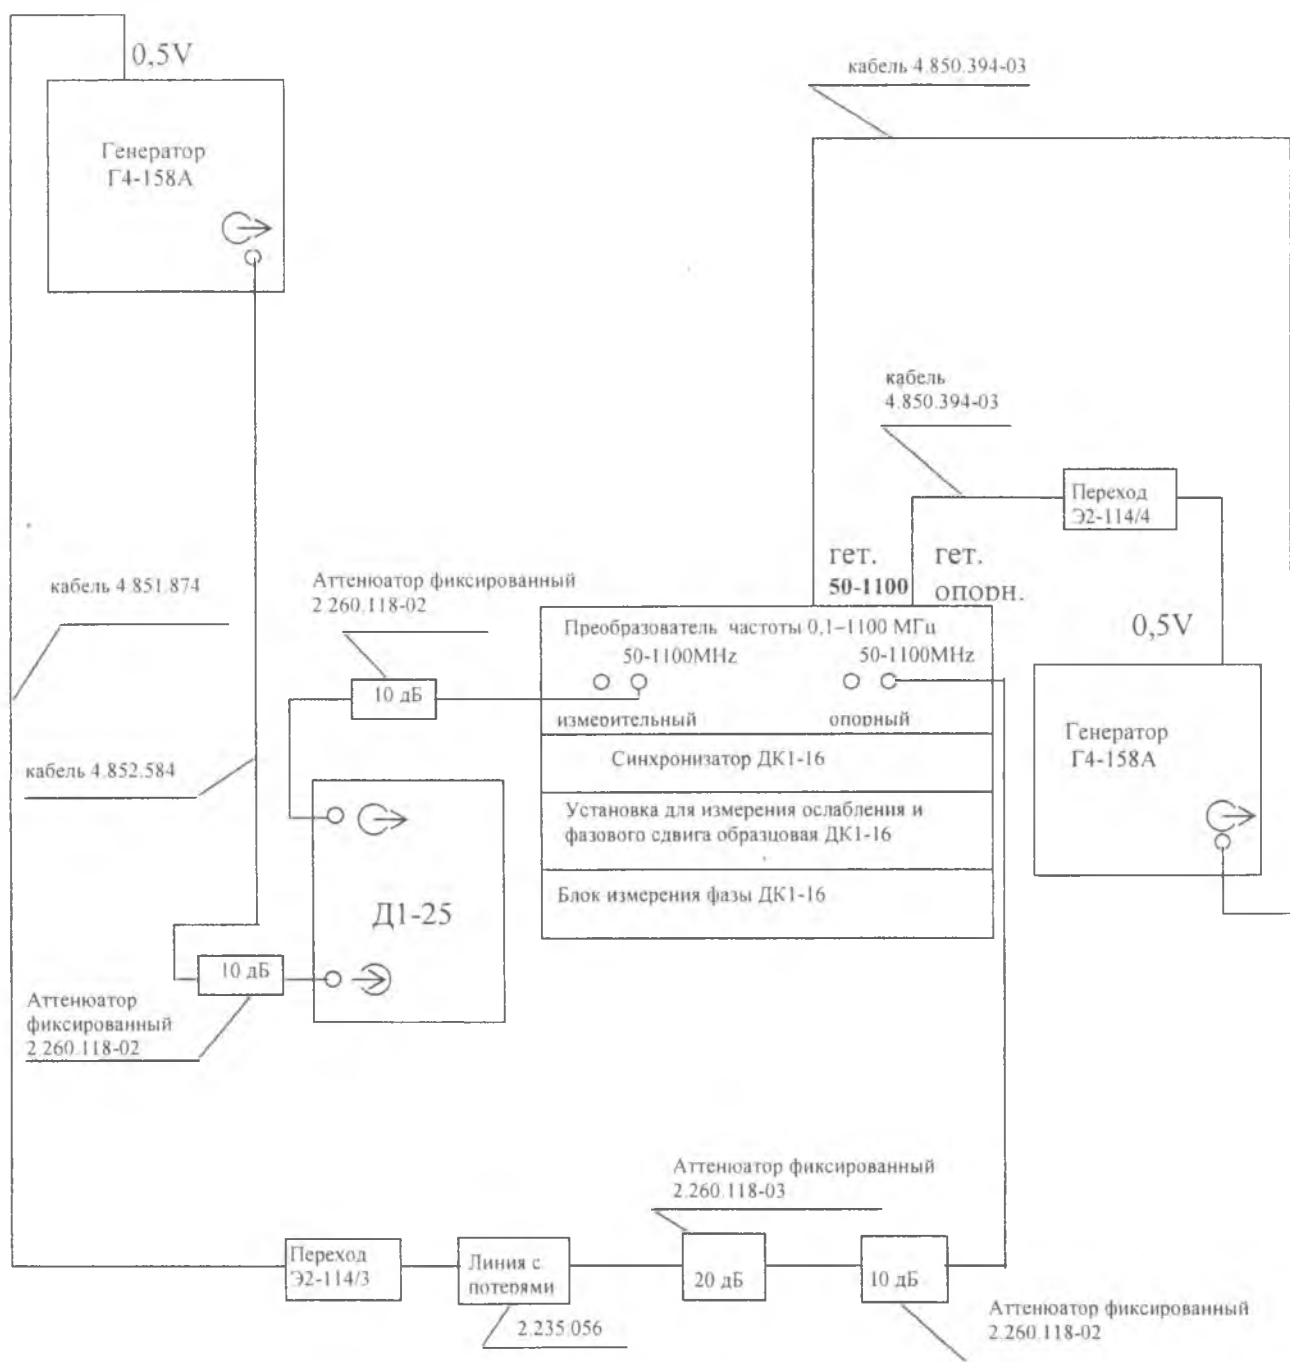 0,5V
Генератор
Г4-158А
кабель 4.850.394-03
кабель
4.850.394-03
Переход
Э2-114/4
гет.
50-1100
гет.
опорн.
0,5V
кабель 4.851.874
Аттенюатор фиксированный
2.260.118-02
10 дБ
Преобразователь частоты 0,1–1100 МГц
50-1100MHz
50-1100MHz
измерительный
опорный
Синхронизатор ДК1-16
Установка для измерения ослабления и
фазового сдвига образцовая ДК1-16
Блок измерения фазы ДК1-16
Генератор
Г4-158А
кабель 4.852.584
Д1-25
10 дБ
Аттенюатор
фиксированный
2.260.118-02
Аттенюатор фиксированный
2.260.118-03
Переход
Э2-114/3
Линия с
потерями
20 дБ
10 дБ
2.235.056
Аттенюатор фиксированный
2.260.118-02